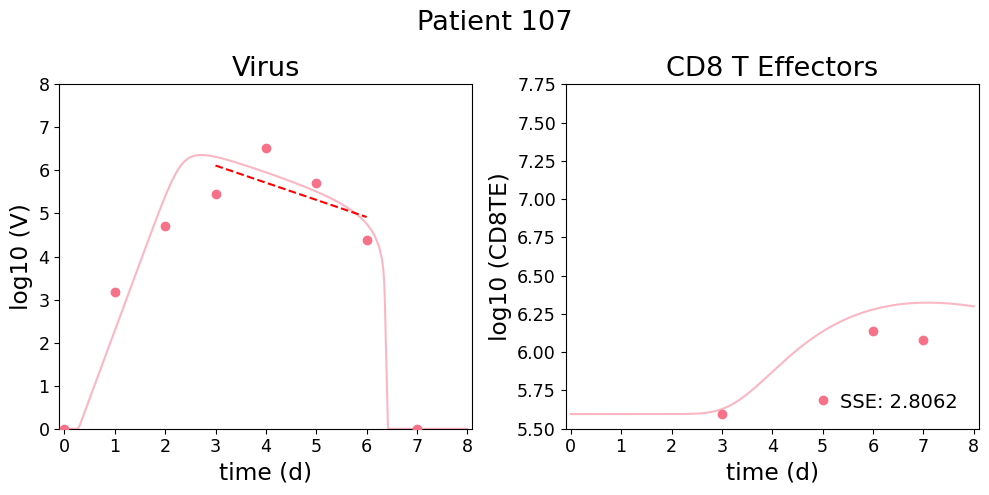 Patient 107
Virus
CD8 T Effectors
log10 (V)
8
7
6
5
4
3
2
1
0
0 1 2 3 4 5 6 7 8
time (d)
log10 (CD8TE)
7.75
7.50
7.25
7.00
6.75
6.50
6.25
6.00
5.75
5.50
SSE: 2.8062
0 1 2 3 4 5 6 7 8
time (d)